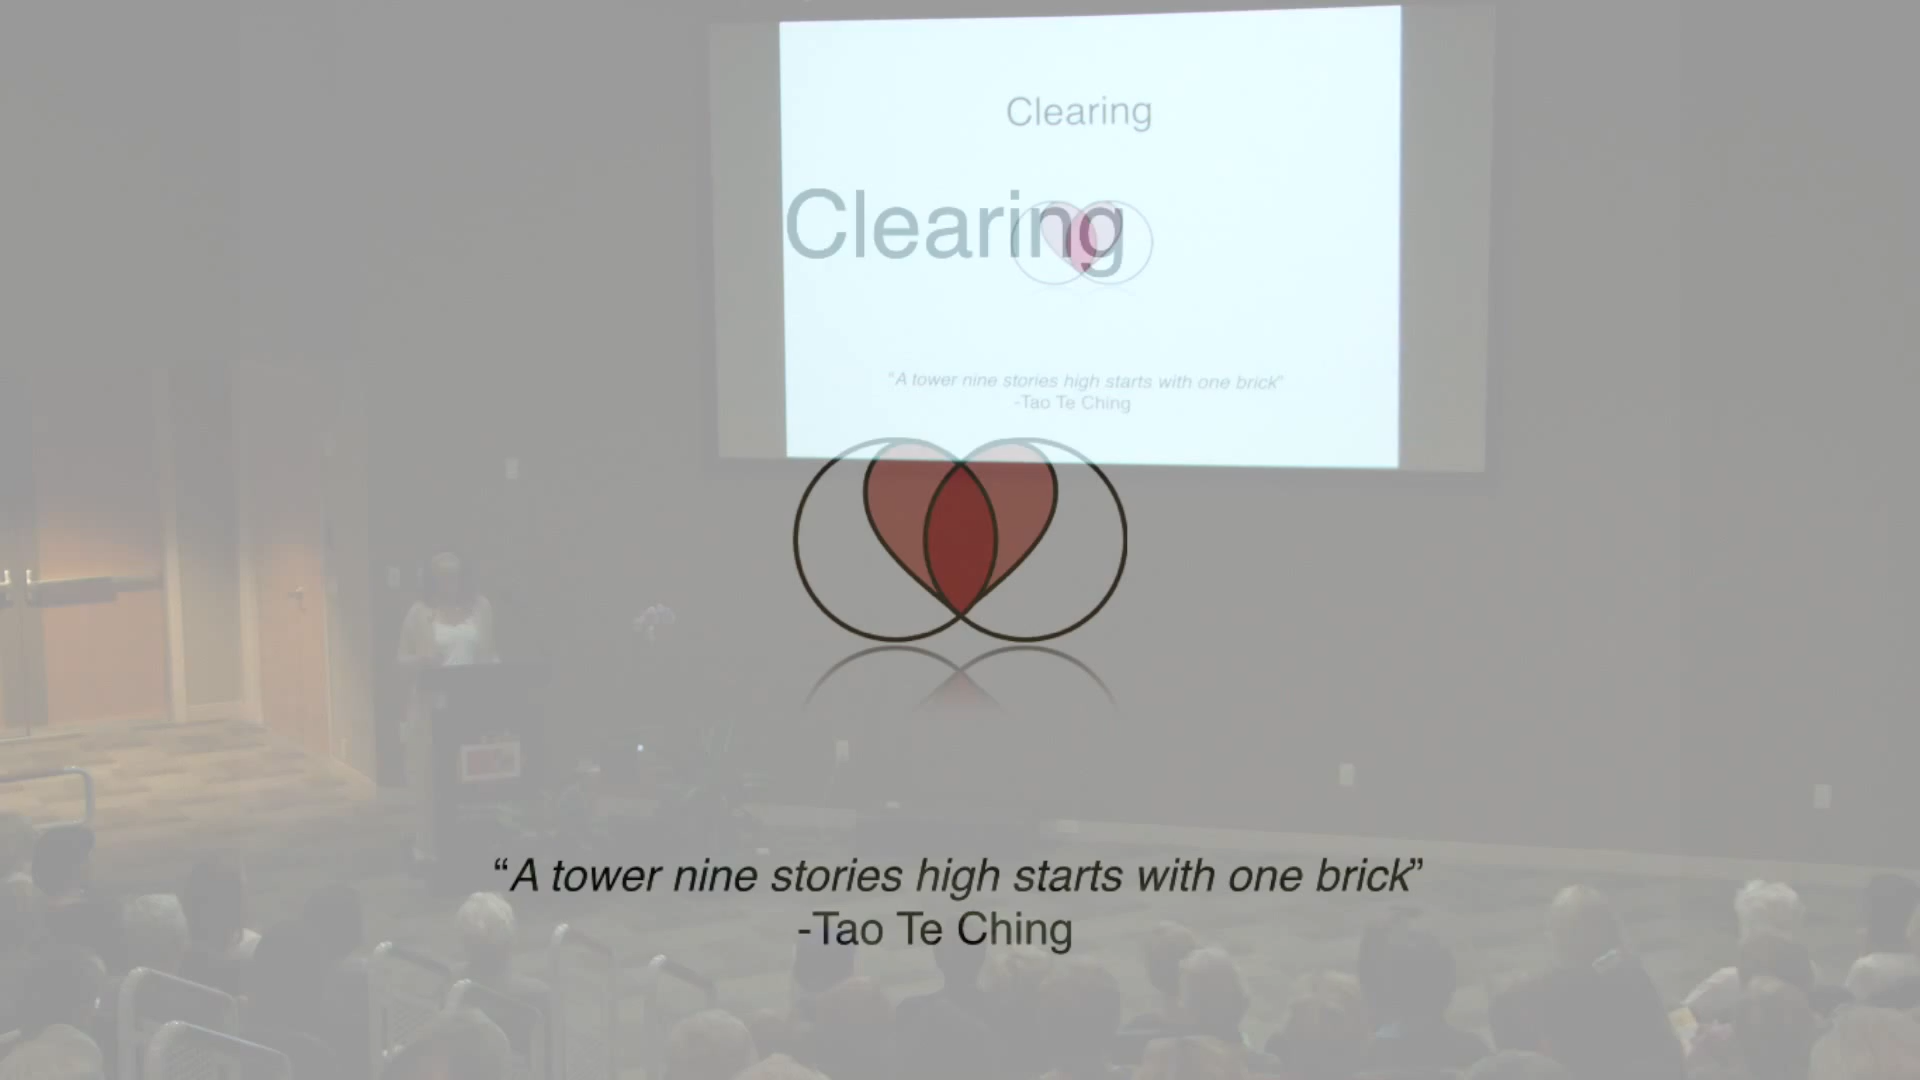 Clearing
Clearing
“A tower nine stories high starts with one brick”
-Tao Te Ching
“A tower nine stories high starts with one brick”
-Tao Te Ching